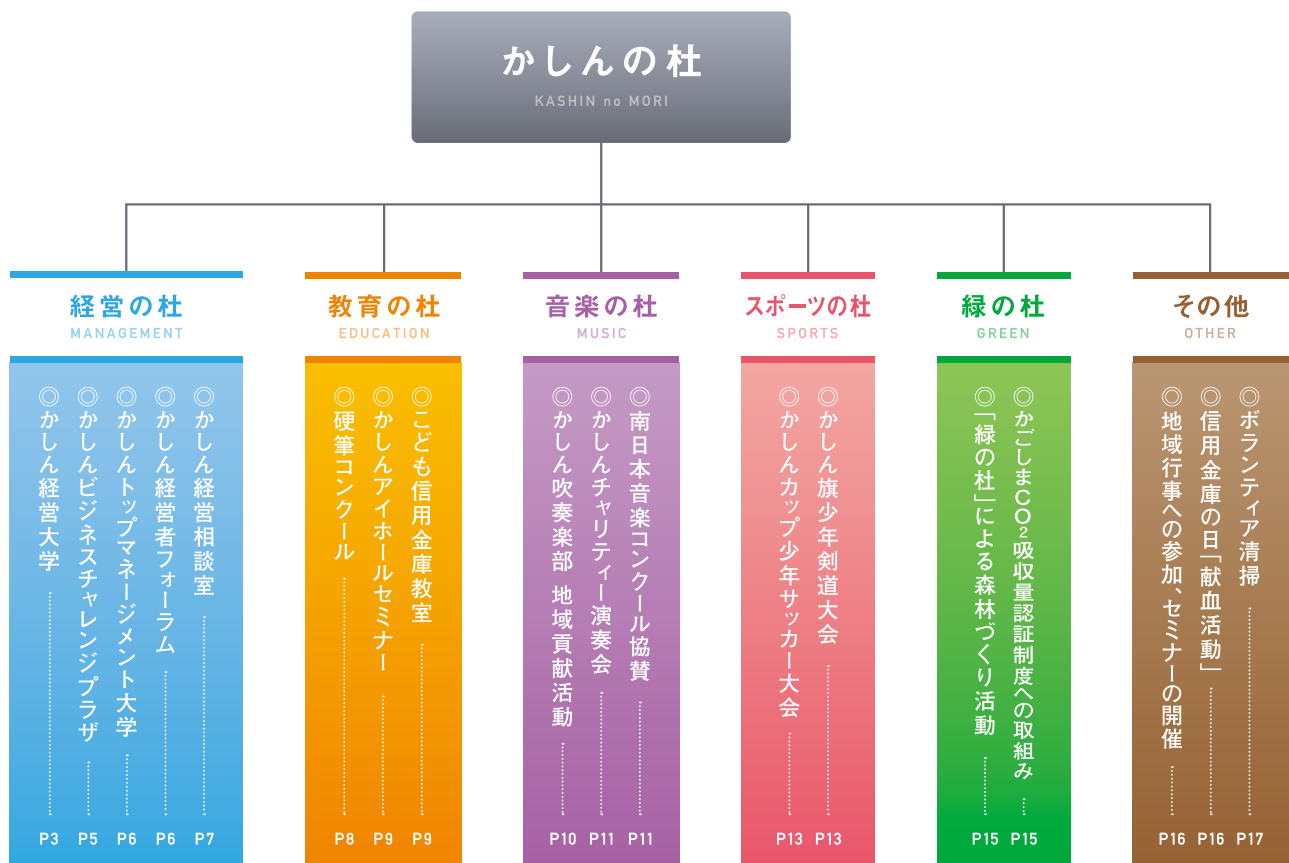 かしんの杜
KASHIN no MORI
経営の杜
MANAGEMENT
◎かしん経営大学 P3
◎かしんビジネスチャレンジプラザ P5
◎かしんトップマネージメント大学 P6
◎かしん経営者フォーラム P6
◎かしん経営相談室 P7
教育の杜
EDUCATION
◎硬筆コンクール P8
◎かしんアイホールセミナー P9
◎こども信用金庫教室 P9
音楽の杜
MUSIC
◎かしん吹奏楽部 地域貢献活動 P10
◎かしんチャリティー演奏会 P11
◎南日本音楽コンクール協賛 P11
スポーツの杜
SPORTS
◎かしんカップ少年サッカー大会 P13
◎かしん旗少年剣道大会 P13
緑の杜
GREEN
◎「緑の杜」による森林づくり活動 P15
◎かごしまCO2吸収量認証制度への取組み P15
その他
OTHER
◎地域行事への参加、セミナーの開催 P16
◎信用金庫の日「献血活動」 P16
◎ボランティア清掃 P17